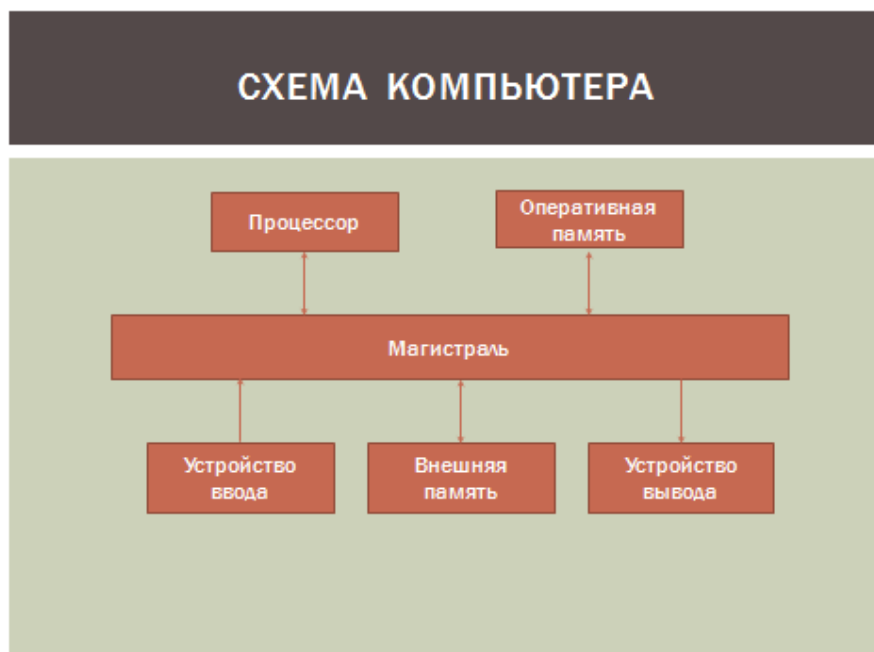 СХЕМА КОМПЬЮТЕРА
Процессор
Оперативная
память
Магистраль
Устройство
ввода
Внешняя
память
Устройство
вывода